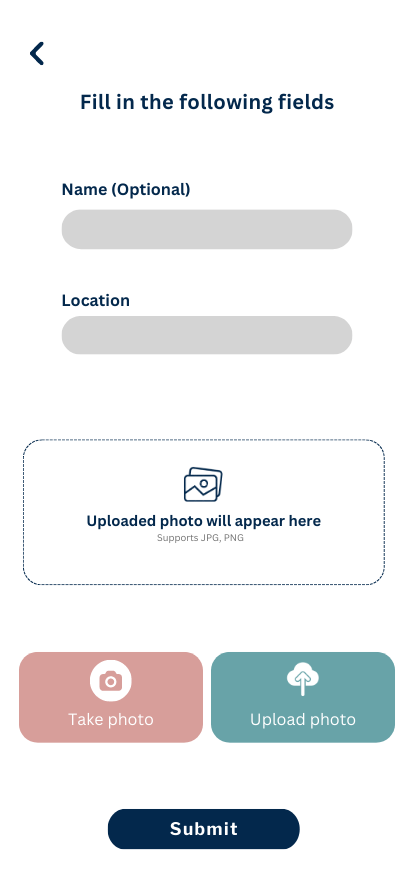 Fill in the following fields
Name (Optional)
Location
Uploaded photo will appear here
Supports JPG, PNG
Take photo
Upload photo
Submit